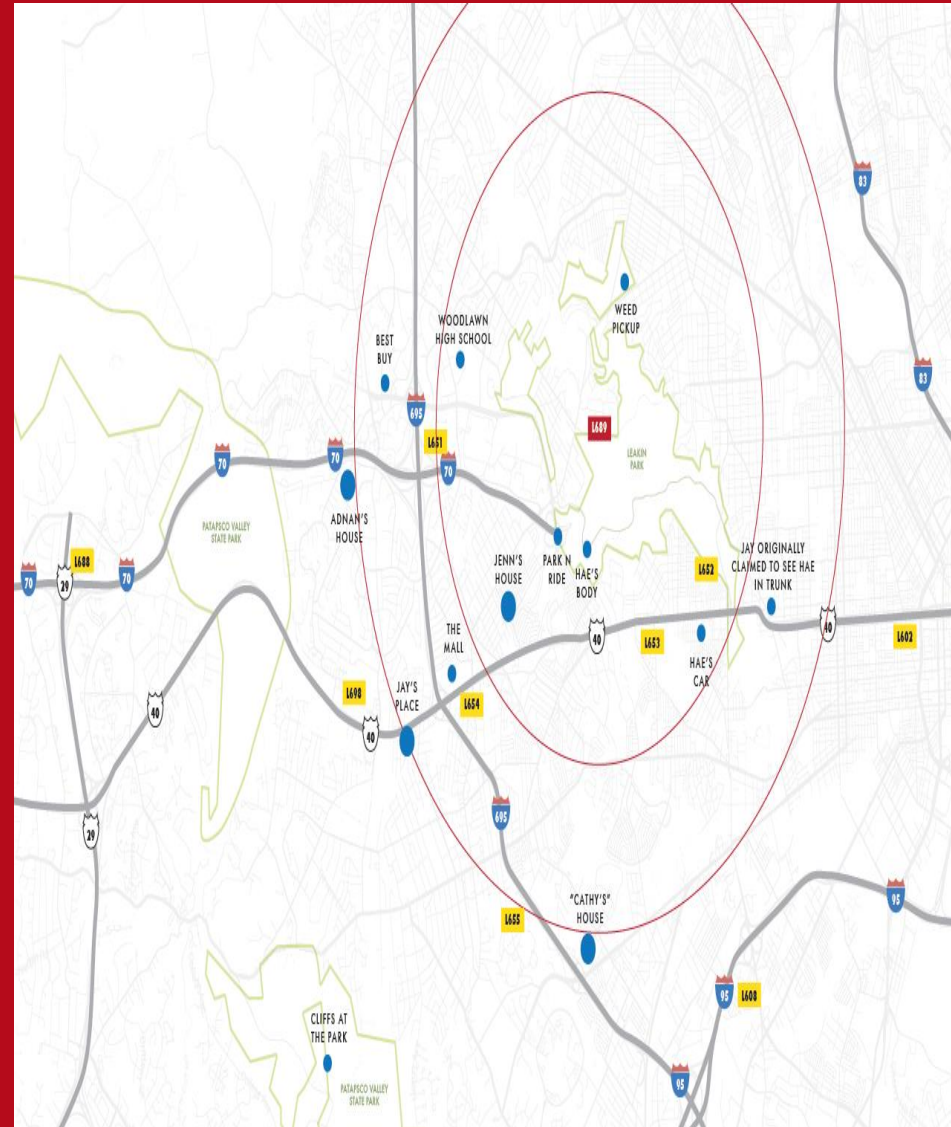 83
WEED
PICKUP
WOODLAWN
HIGH SCHOOL
BEST
BUY
83
695
L689
L651
LEAKIN
PARK
70
70
70
ADNAN'S
HOUSE
PATAPSCO VALLEY
STATE PARK
PARK N
RIDE
HAE'S
BODY
JENN'S
HOUSE
JAY ORIGINALLY
CLAIMED TO SEE HAE
IN TRUNK
L652
L688
70
29
70
40
40
L602
L653
HAE'S
CAR
THE
MALL
JAY'S
PLACE
L698
L654
40
40
695
29
95
"CATHY'S"
HOUSE
L655
95
L608
CLIFFS AT
THE PARK
95
PATAPSCO VALLEY
STATE PARK